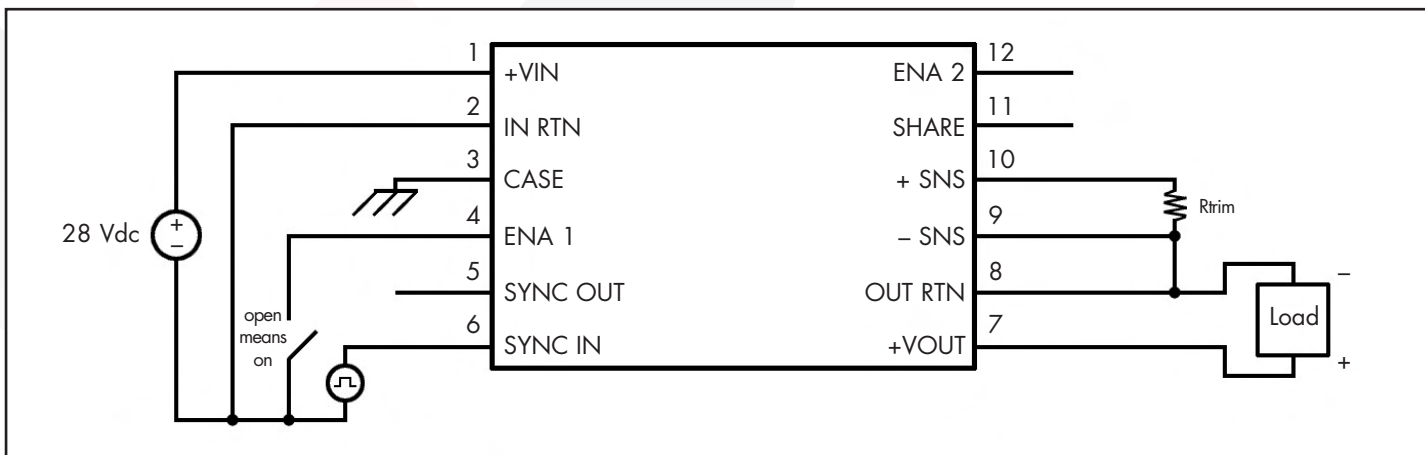 1
+VIN
2
IN RTN
3
CASE
4
ENA 1
5
SYNC OUT
6
SYNC IN
12
ENA 2
11
SHARE
10
+ SNS
9
– SNS
8
OUT RTN
7
+VOUT
28 Vdc
+
–
open
means
on
Rtrim
–
Load
+